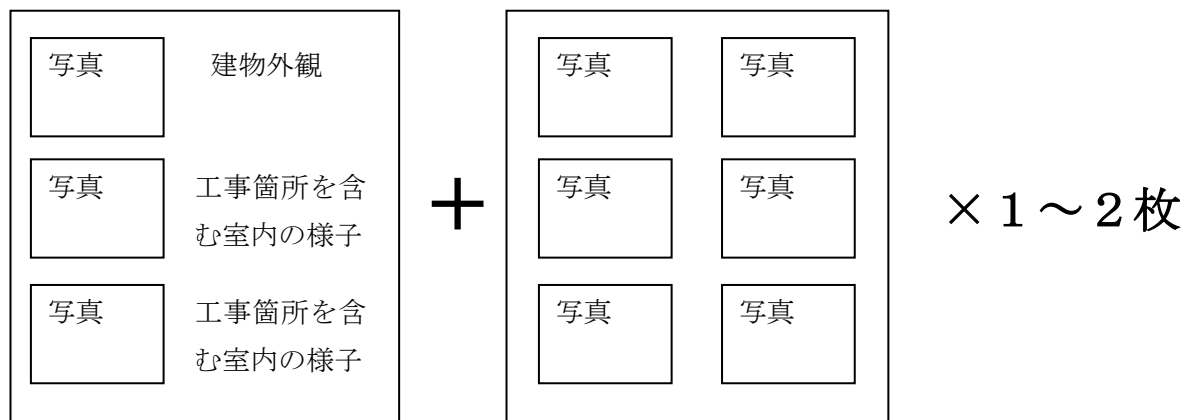 写真
建物外観
写真
工事箇所を含
む室内の様子
写真
工事箇所を含
む室内の様子
+
写真
写真
写真
写真
写真
写真
×1~2枚